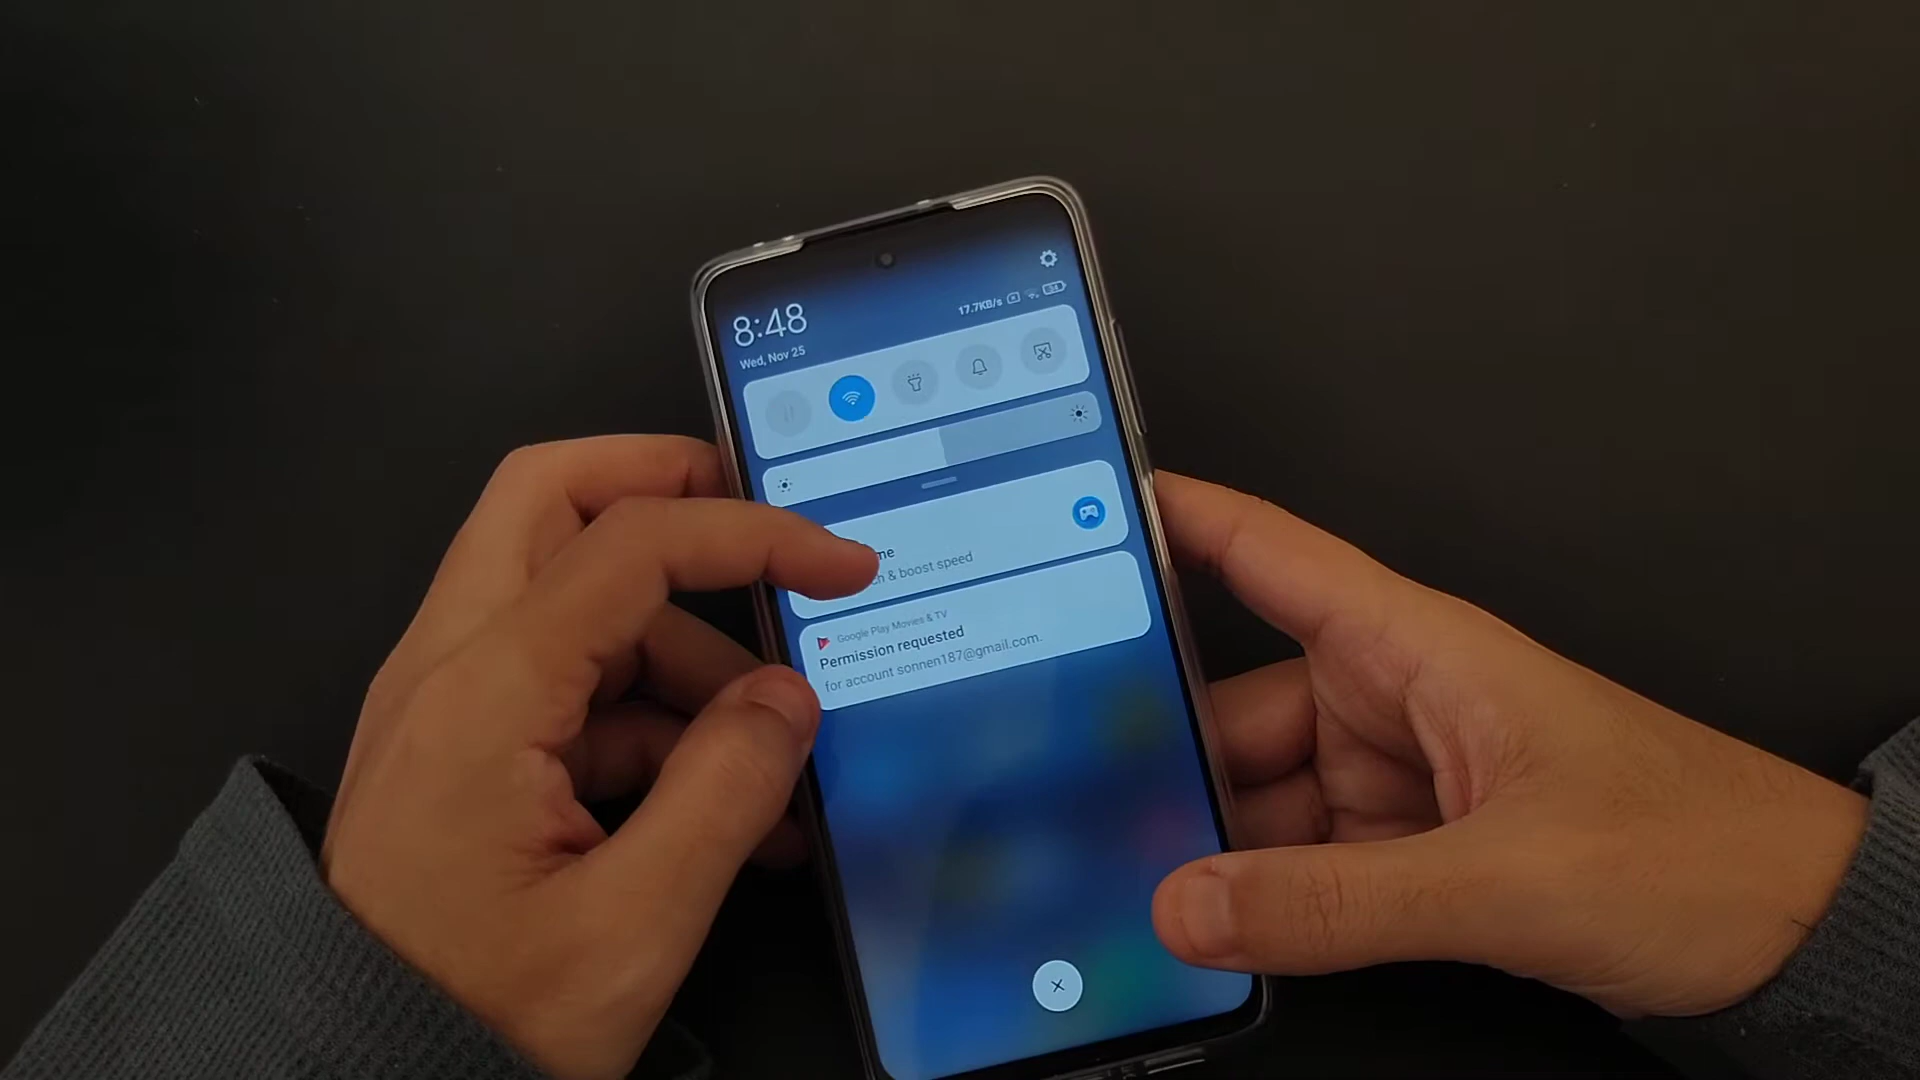 8:48
Wed, Nov 25
17.7KB/s
me
& boost speed
Google Play Movies & TV
Permission requested
for account sonnen187@gmail.com.